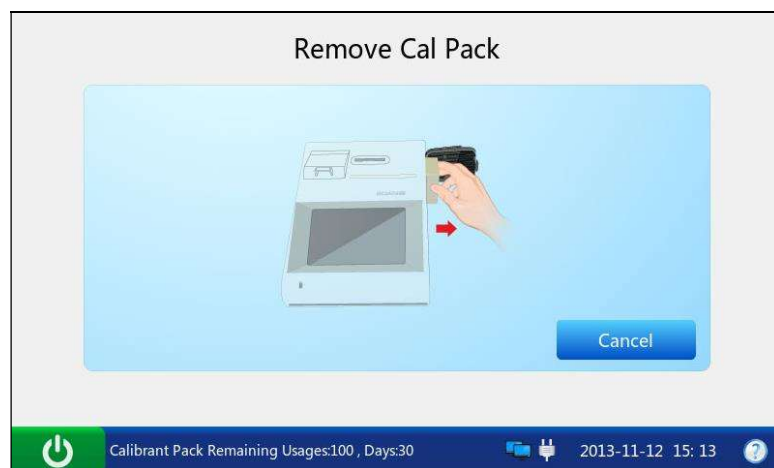 Remove Cal Pack
Cancel
Calibrant Pack Remaining Usages:100 , Days:30
2013-11-12 15: 13
?